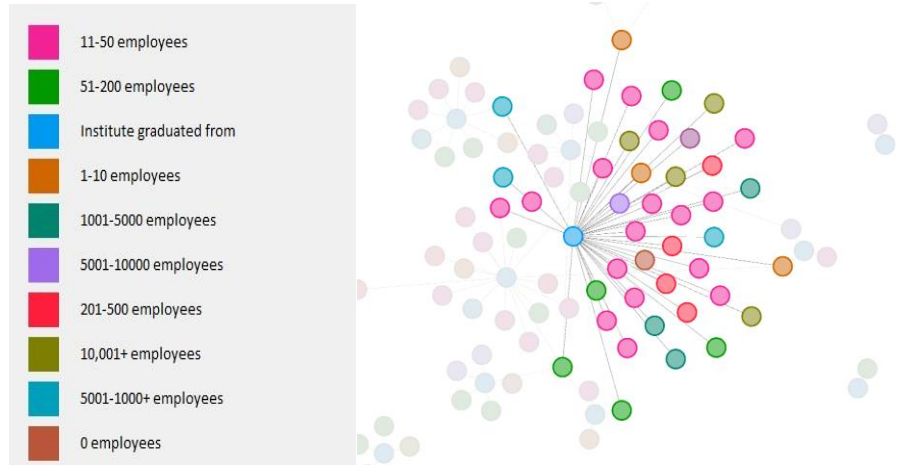 11-50 employees
51-200 employees
Institute graduated from
1-10 employees
1001-5000 employees
5001-10000 employees
201-500 employees
10,001+ employees
5001-1000+ employees
0 employees